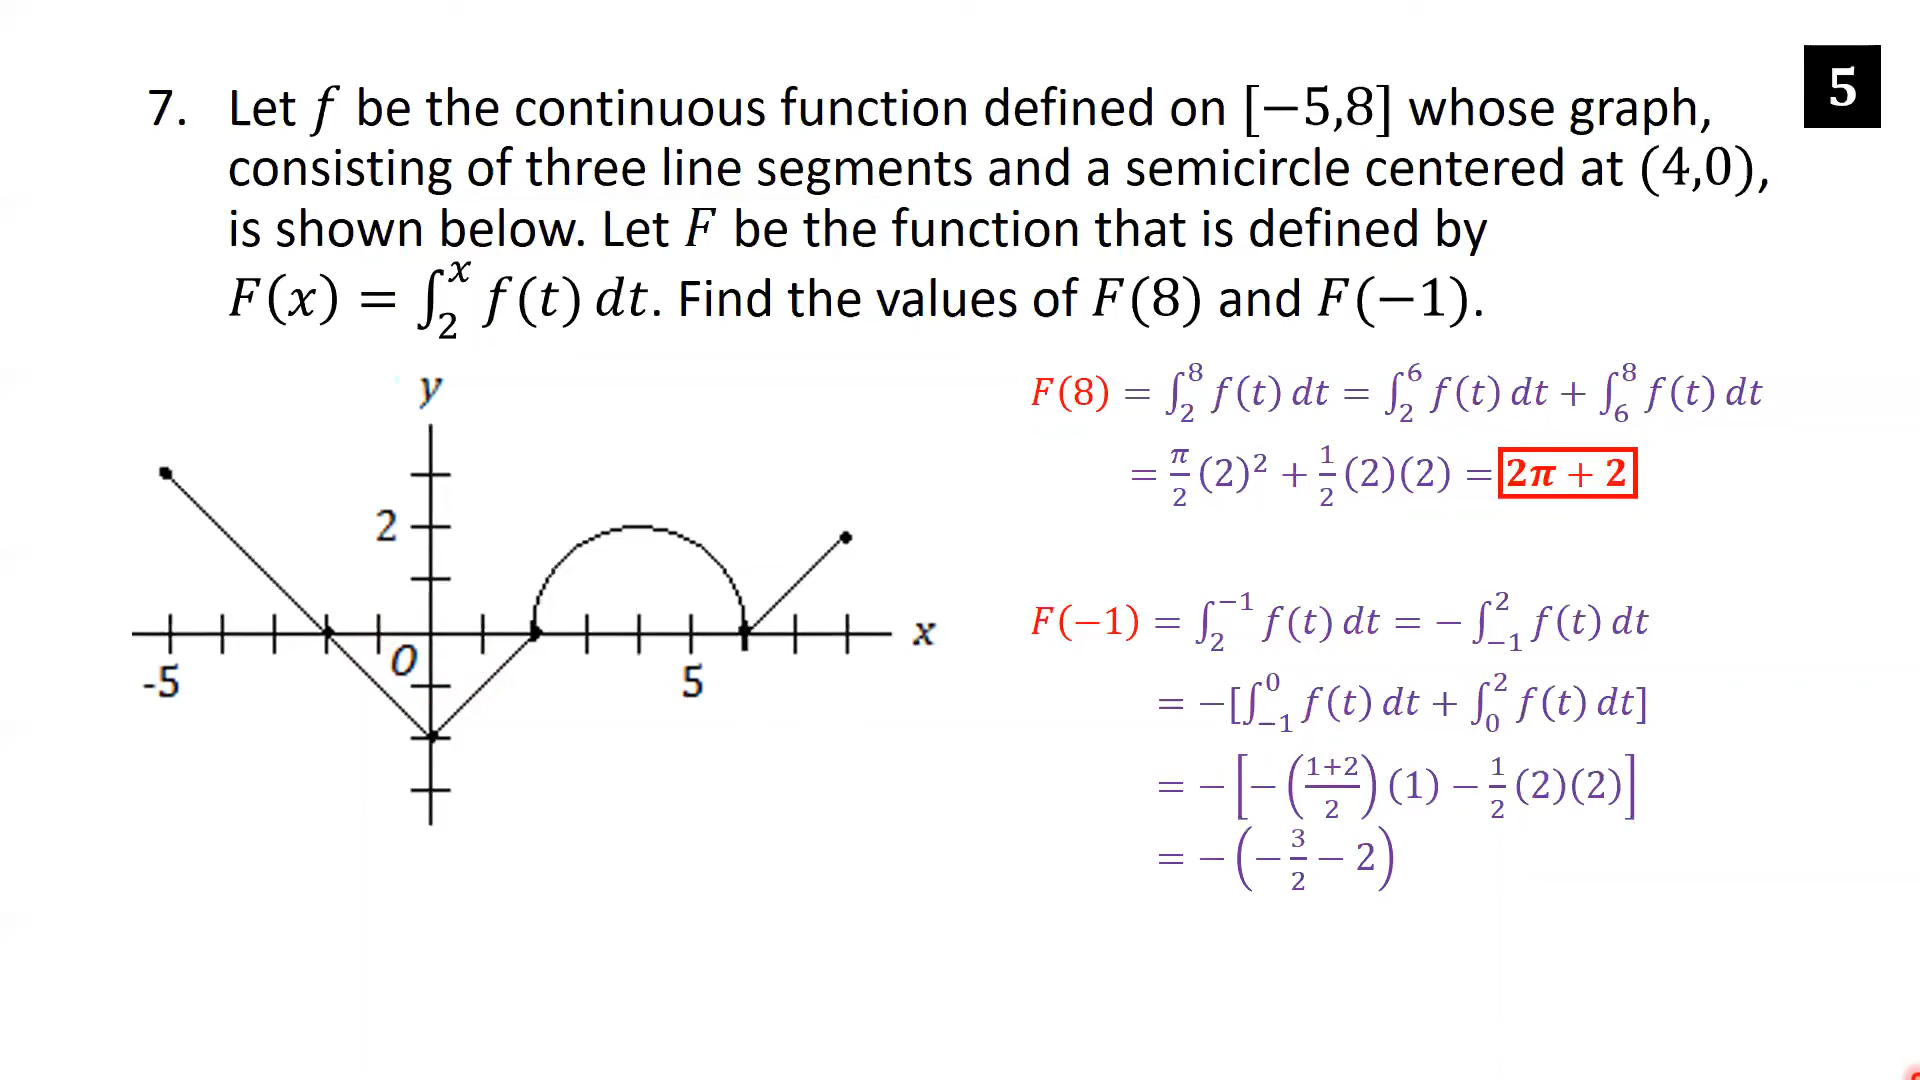 5
7. Let f be the continuous function defined on [−5,8] whose graph,
consisting of three line segments and a semicircle centered at (4,0),
is shown below. Let F be the function that is defined by
F(x) = ∫₂ˣ f(t) dt. Find the values of F(8) and F(−1).
y
2
O
x
-5
5
F(8) = ∫₂⁸ f(t) dt = ∫₂⁶ f(t) dt + ∫₆⁸ f(t) dt
= π/2 (2)² + 1/2 (2)(2) = 2π + 2
F(−1) = ∫₂⁻¹ f(t) dt = − ∫₋₁² f(t) dt
= −[∫₋₁⁰ f(t) dt + ∫₀² f(t) dt]
= −[−((1+2)/2)(1) − 1/2 (2)(2)]
= −(−3/2 − 2)